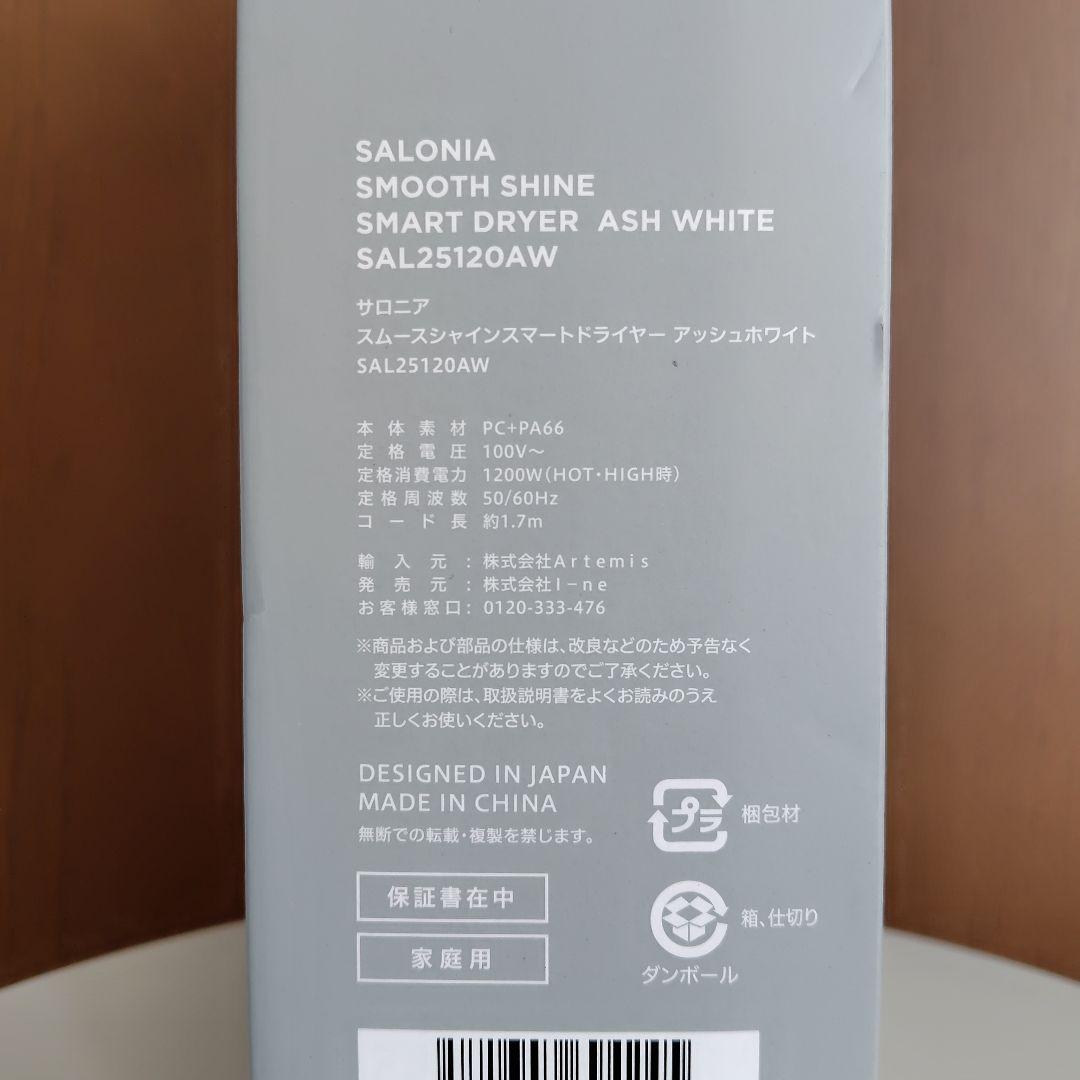 SALONIA
SMOOTH SHINE
SMART DRYER ASH WHITE
SAL25120AW
サロニア
スムースシャインスマートドライヤー アッシュホワイト
SAL25120AW
本体素材 PC+PA66
定格電圧 100V～
定格消費電力 1200W(HOT・HIGH時)
定格周波数 50/60Hz
コード長 約1.7m
輸入元:株式会社Artemis
発売元:株式会社I-ne
お客様窓口:0120-333-476
※商品および部品の仕様は、改良などのため予告なく
変更することがありますのでご了承ください。
※ご使用の際は、取扱説明書をよくお読みのうえ
正しくお使いください。
DESIGNED IN JAPAN
MADE IN CHINA
無断での転載・複製を禁じます。
プラ 梱包材
保証書在中
箱、仕切り
家庭用
ダンボール